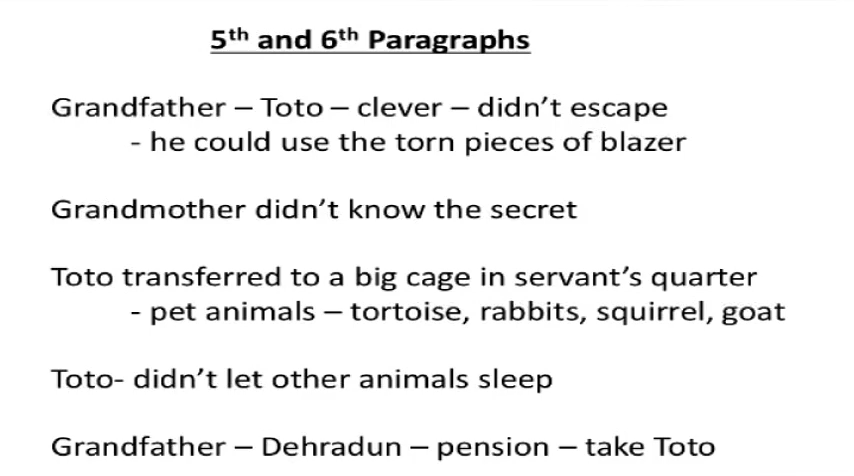 5th and 6th Paragraphs
Grandfather – Toto – clever – didn’t escape
- he could use the torn pieces of blazer
Grandmother didn’t know the secret
Toto transferred to a big cage in servant’s quarter
- pet animals – tortoise, rabbits, squirrel, goat
Toto- didn’t let other animals sleep
Grandfather – Dehradun – pension – take Toto